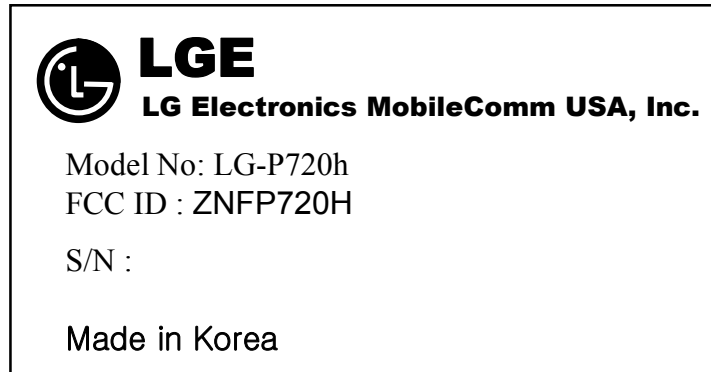 LGE
LG Electronics MobileComm USA, Inc.
Model No: LG-P720h
FCC ID : ZNFP720H
S/N :
Made in Korea